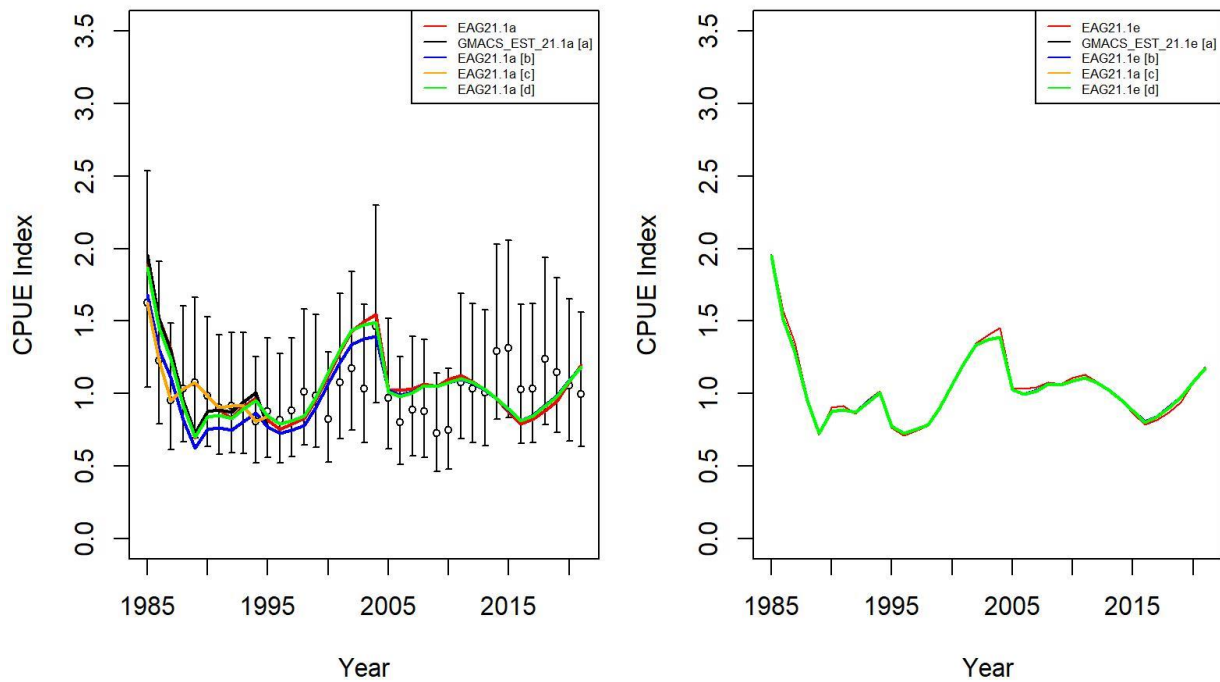 CPUE Index
3.5
3.0
2.5
2.0
1.5
1.0
0.5
0.0
EAG21.1a
GMACS_EST_21.1a [a]
EAG21.1a [b]
EAG21.1a [c]
EAG21.1a [d]
1985 1995 2005 2015
Year
CPUE Index
3.5
3.0
2.5
2.0
1.5
1.0
0.5
0.0
EAG21.1e
GMACS_EST_21.1e [a]
EAG21.1e [b]
EAG21.1a [c]
EAG21.1e [d]
1985 1995 2005 2015
Year